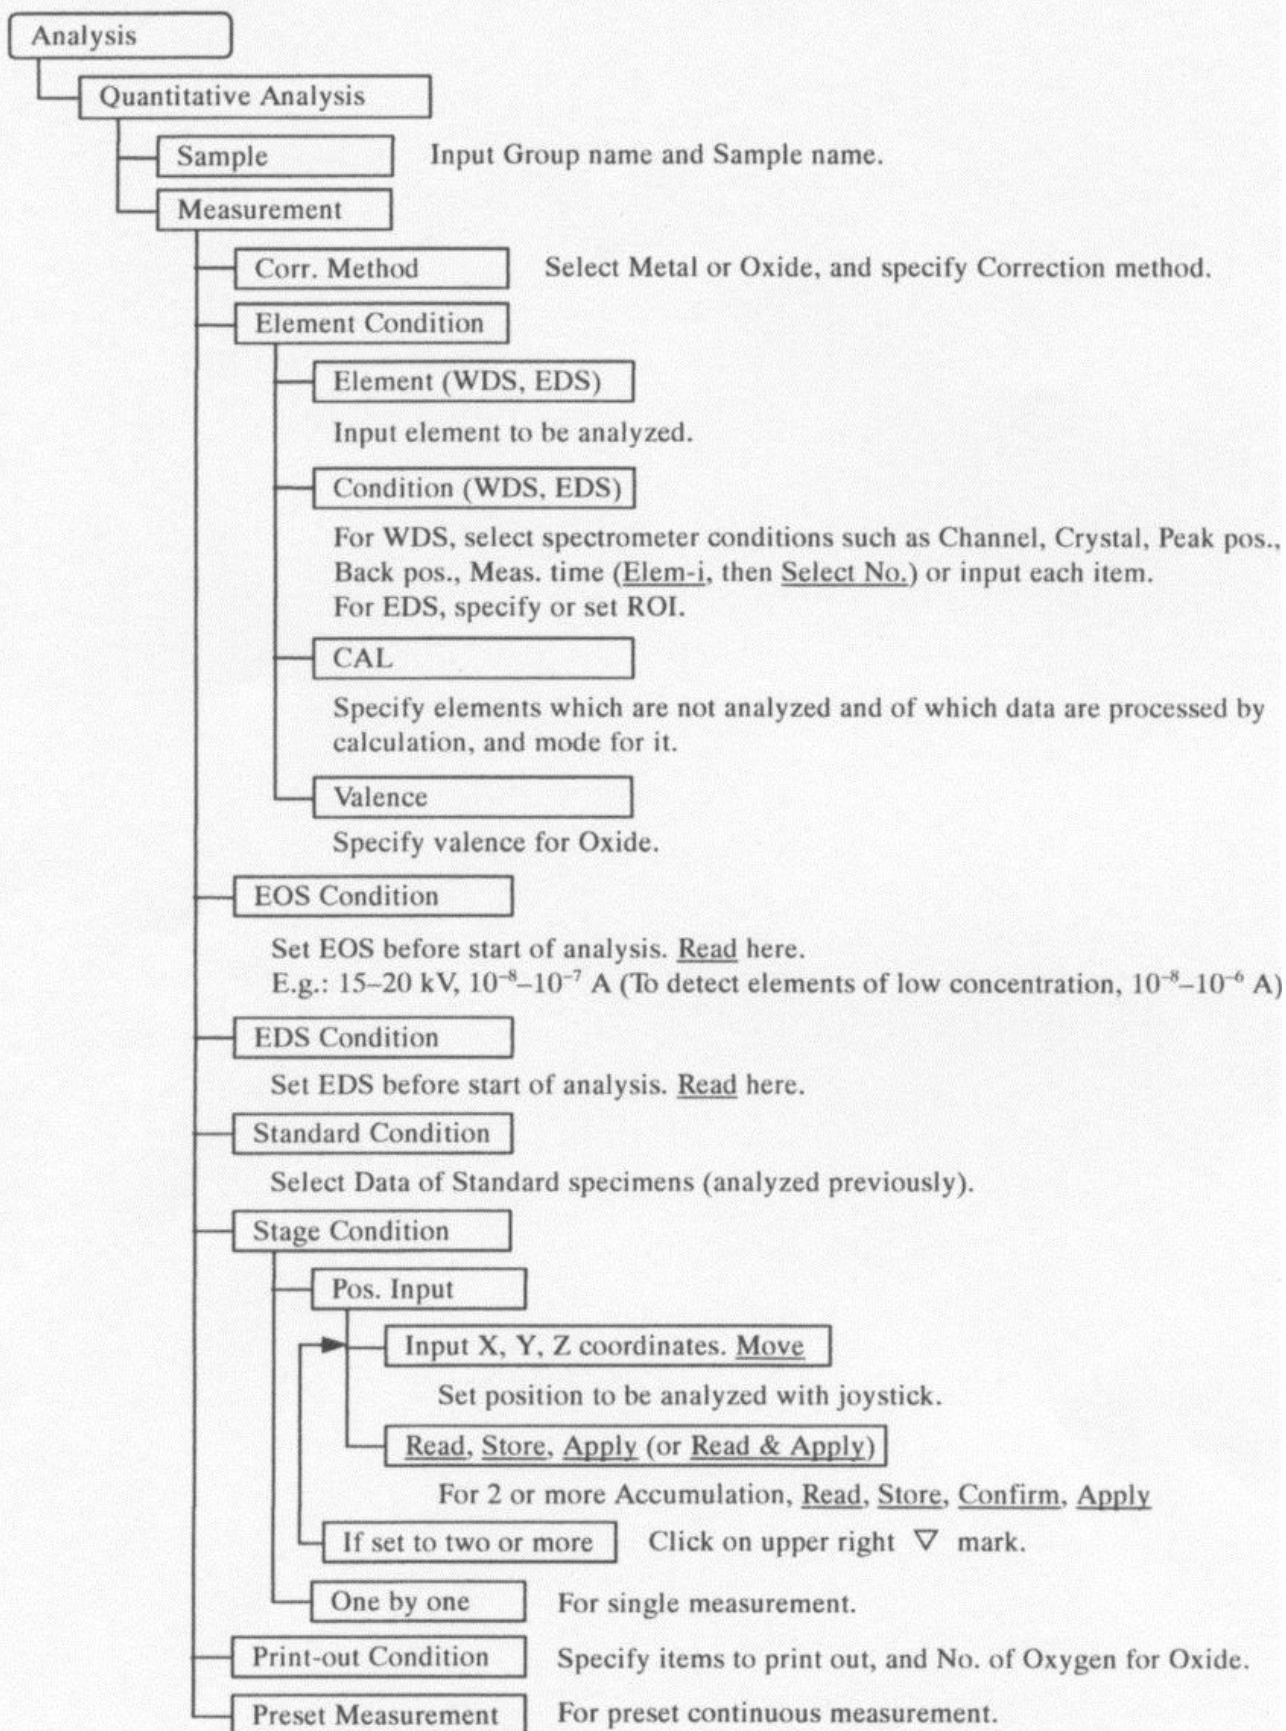 Analysis
Quantitative Analysis
Sample Input Group name and Sample name.
Measurement
Corr. Method Select Metal or Oxide, and specify Correction method.
Element Condition
Element (WDS, EDS)
Input element to be analyzed.
Condition (WDS, EDS)
For WDS, select spectrometer conditions such as Channel, Crystal, Peak pos.,
Back pos., Meas. time (Elem-i, then Select No.) or input each item.
For EDS, specify or set ROI.
CAL
Specify elements which are not analyzed and of which data are processed by
calculation, and mode for it.
Valence
Specify valence for Oxide.
EOS Condition
Set EOS before start of analysis. Read here.
E.g.: 15–20 kV, 10⁻⁸–10⁻⁷ A (To detect elements of low concentration, 10⁻⁸–10⁻⁶ A)
EDS Condition
Set EDS before start of analysis. Read here.
Standard Condition
Select Data of Standard specimens (analyzed previously).
Stage Condition
Pos. Input
Input X, Y, Z coordinates. Move
Set position to be analyzed with joystick.
Read, Store, Apply (or Read & Apply)
For 2 or more Accumulation, Read, Store, Confirm, Apply
If set to two or more Click on upper right ▽ mark.
One by one For single measurement.
Print-out Condition Specify items to print out, and No. of Oxygen for Oxide.
Preset Measurement For preset continuous measurement.